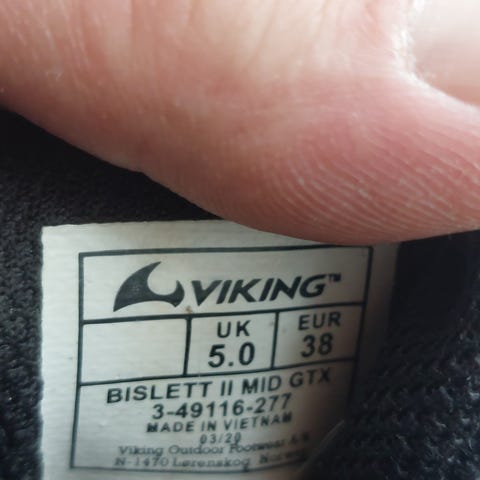 VIKING™
UK EUR
5.0 38
BISLETT II MID GTX
3-49116-277
MADE IN VIETNAM
03/20
Viking Outdoor Footwear
N-1470 Lørenskog Norway